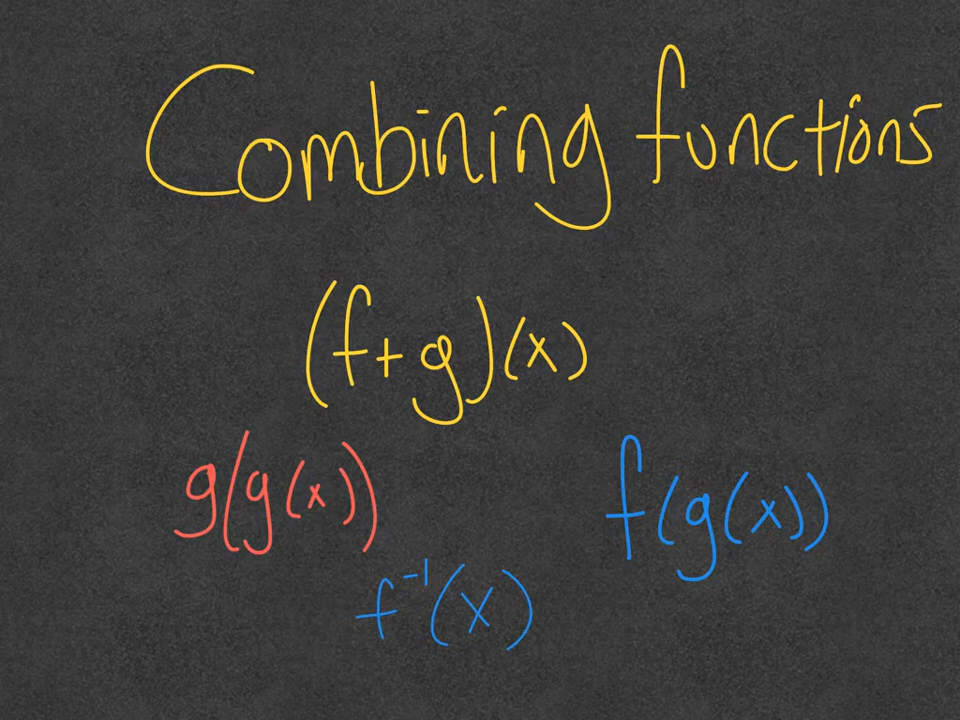 Combining functions
(f+g)(x)
g(g(x))
f(g(x))
f⁻¹(x)